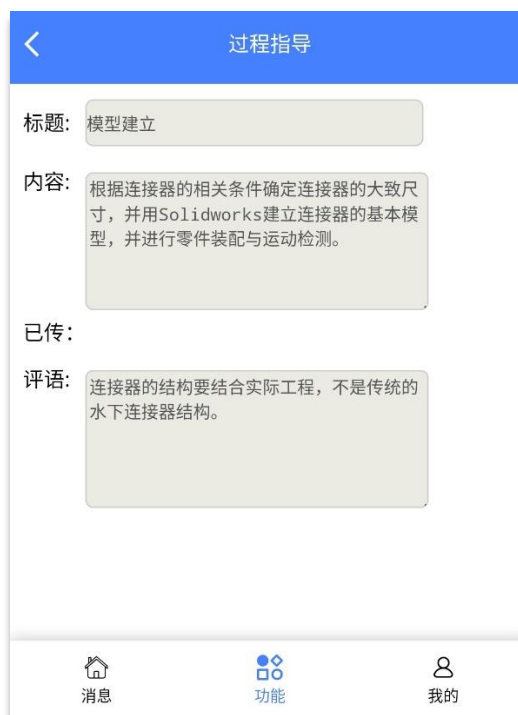 过程指导
标题: 模型建立
内容: 根据连接器的相关条件确定连接器的大致尺
寸，并用Solidworks建立连接器的基本模
型，并进行零件装配与运动检测。
已传:
评语: 连接器的结构要结合实际工程，不是传统的
水下连接器结构。
消息 功能 我的